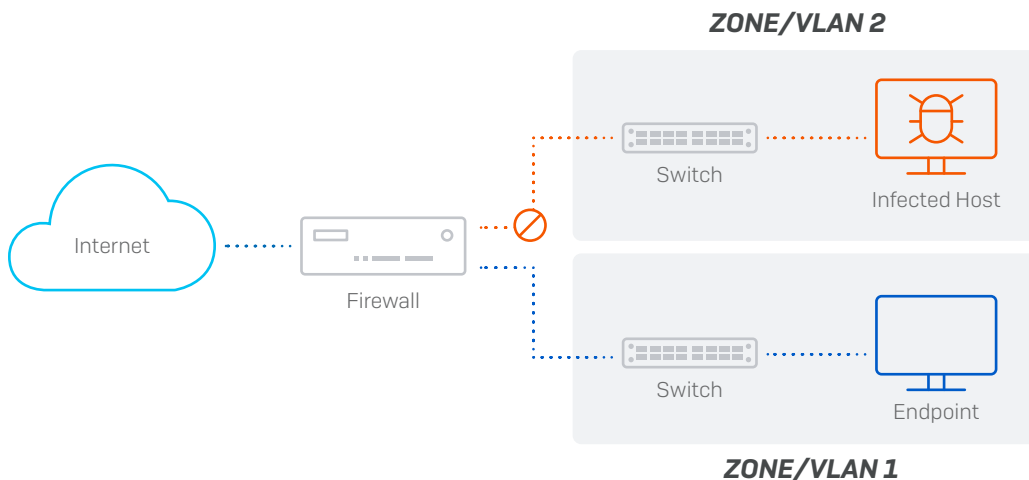 ZONE/VLAN 2
Switch
Infected Host
Internet
Firewall
Switch
Endpoint
ZONE/VLAN 1